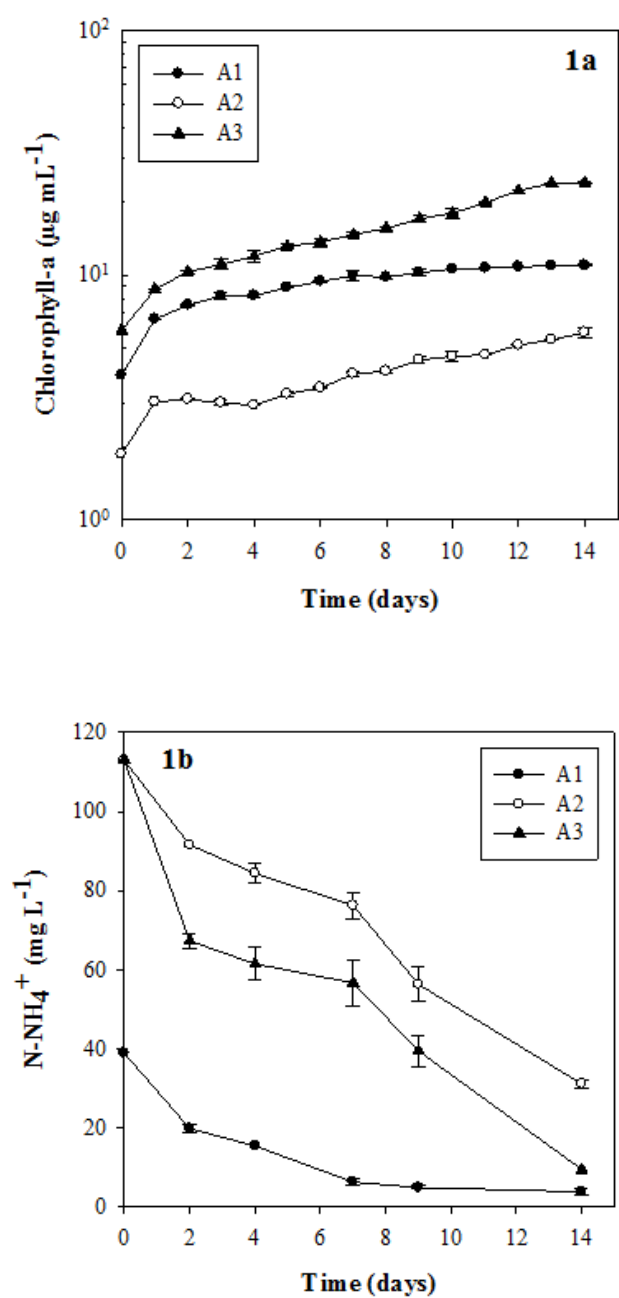 10²
1a
A1
A2
A3
Chlorophyll-a (µg mL⁻¹)
10¹
10⁰
0 2 4 6 8 10 12 14
Time (days)
120
1b
A1
A2
A3
100
80
N-NH₄⁺ (mg L⁻¹)
60
40
20
0
0 2 4 6 8 10 12 14
Time (days)